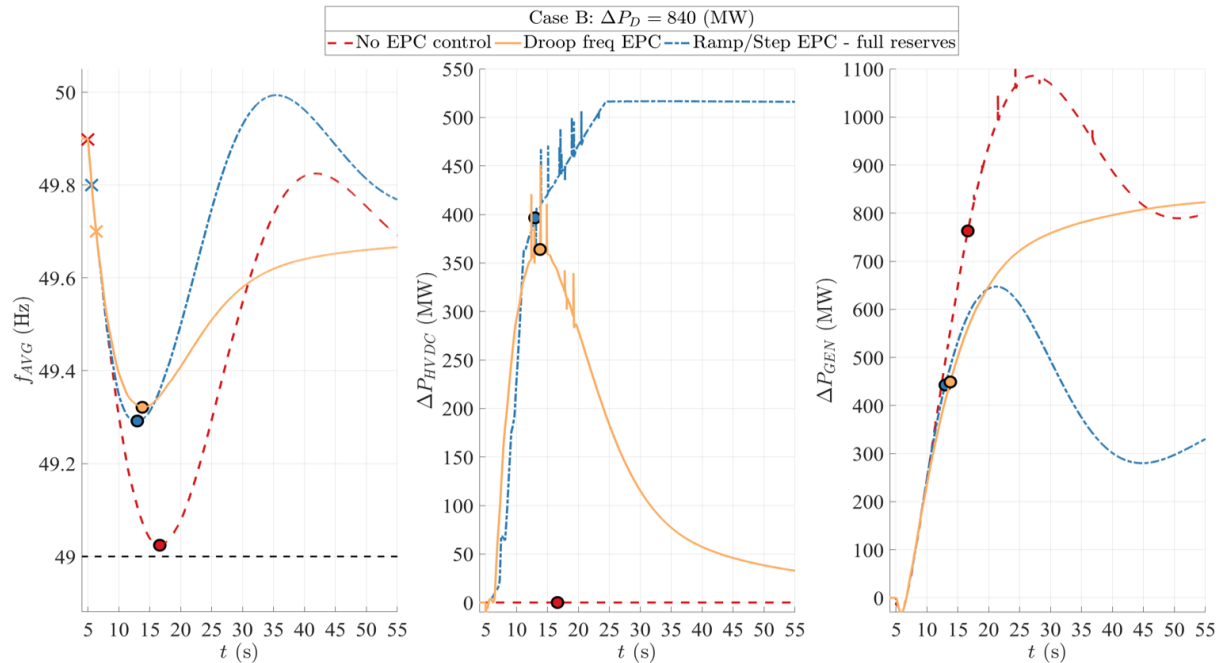 Case B: ΔP_D = 840 (MW)
No EPC control Droop freq EPC Ramp/Step EPC - full reserves
50
49.8
49.6
49.4
49.2
49
f_AVG (Hz)
5 10 15 20 25 30 35 40 45 50 55
t (s)
550
500
450
400
350
300
250
200
150
100
50
0
ΔP_HVDC (MW)
5 10 15 20 25 30 35 40 45 50 55
t (s)
1100
1000
900
800
700
600
500
400
300
200
100
0
ΔP_GEN (MW)
5 10 15 20 25 30 35 40 45 50 55
t (s)